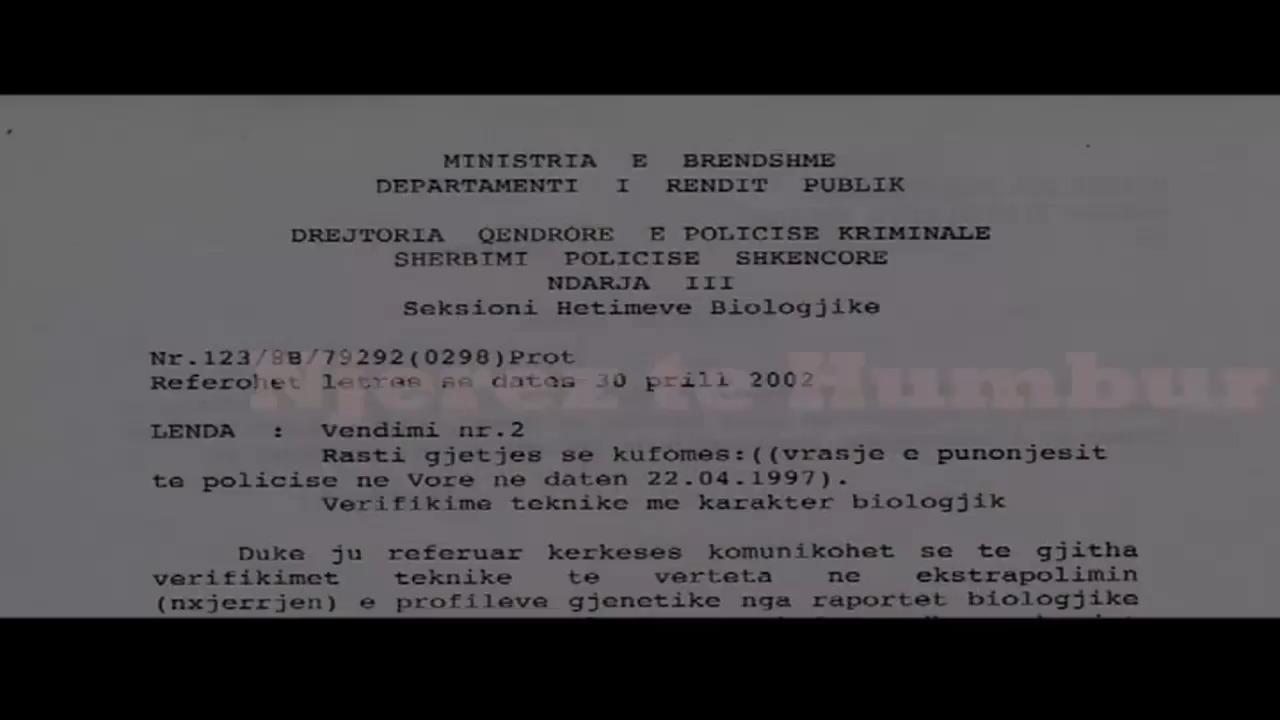 MINISTRIA E BRENDSHME
DEPARTAMENTI I RENDIT PUBLIK
DREJTORIA QENDRORE E POLICISE KRIMINALE
SHERBIMI POLICISE SHKENCORE
NDARJA III
Seksioni Hetimeve Biologjike
Nr.123/8B/79292(0298)Prot
Referohet letres se dates 30 prill 2002
Njerez te Humbur
LENDA : Vendimi nr.2
Rasti gjetjes se kufomes:((vrasje e punonjesit
te policise ne Vore ne daten 22.04.1997).
Verifikime teknike me karakter biologjik
Duke ju referuar kerkeses komunikohet se te gjitha
verifikimet teknike te verteta ne ekstrapolimin
(nxjerrjen) e profileve gjenetike nga raportet biologjike